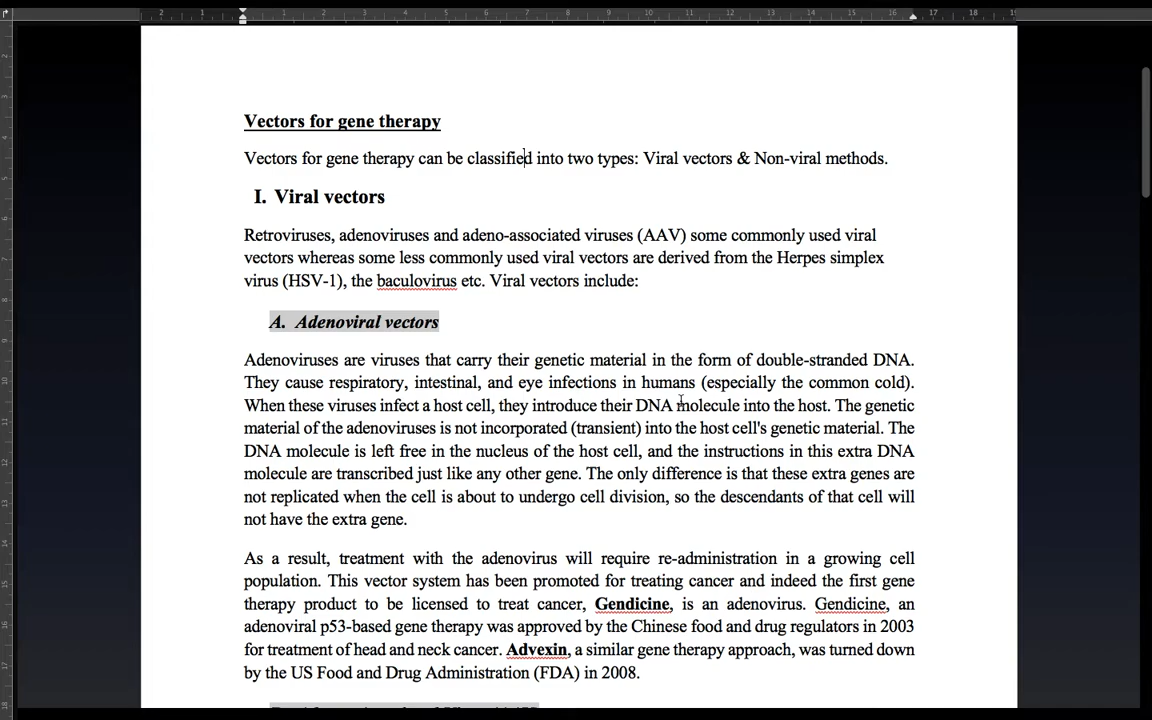 Vectors for gene therapy
Vectors for gene therapy can be classified into two types: Viral vectors & Non-viral methods.
I. Viral vectors
Retroviruses, adenoviruses and adeno-associated viruses (AAV) some commonly used viral
vectors whereas some less commonly used viral vectors are derived from the Herpes simplex
virus (HSV-1), the baculovirus etc. Viral vectors include:
A. Adenoviral vectors
Adenoviruses are viruses that carry their genetic material in the form of double-stranded DNA.
They cause respiratory, intestinal, and eye infections in humans (especially the common cold).
When these viruses infect a host cell, they introduce their DNA molecule into the host. The genetic
material of the adenoviruses is not incorporated (transient) into the host cell's genetic material. The
DNA molecule is left free in the nucleus of the host cell, and the instructions in this extra DNA
molecule are transcribed just like any other gene. The only difference is that these extra genes are
not replicated when the cell is about to undergo cell division, so the descendants of that cell will
not have the extra gene.
As a result, treatment with the adenovirus will require re-administration in a growing cell
population. This vector system has been promoted for treating cancer and indeed the first gene
therapy product to be licensed to treat cancer, Gendicine, is an adenovirus. Gendicine, an
adenoviral p53-based gene therapy was approved by the Chinese food and drug regulators in 2003
for treatment of head and neck cancer. Advexin, a similar gene therapy approach, was turned down
by the US Food and Drug Administration (FDA) in 2008.